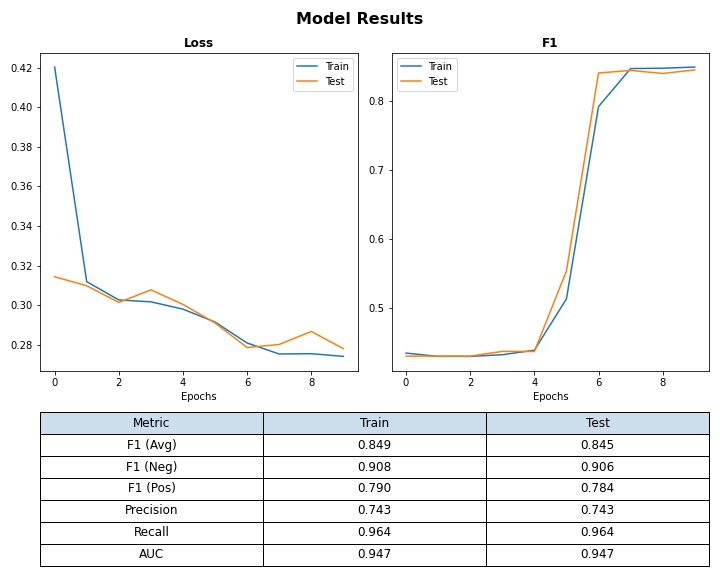 Model Results
Loss
0.42
0.40
0.38
0.36
0.34
0.32
0.30
0.28
Train
Test
0 2 4 6 8
Epochs
F1
0.8
0.7
0.6
0.5
Train
Test
0 2 4 6 8
Epochs
Metric Train Test
F1 (Avg) 0.849 0.845
F1 (Neg) 0.908 0.906
F1 (Pos) 0.790 0.784
Precision 0.743 0.743
Recall 0.964 0.964
AUC 0.947 0.947